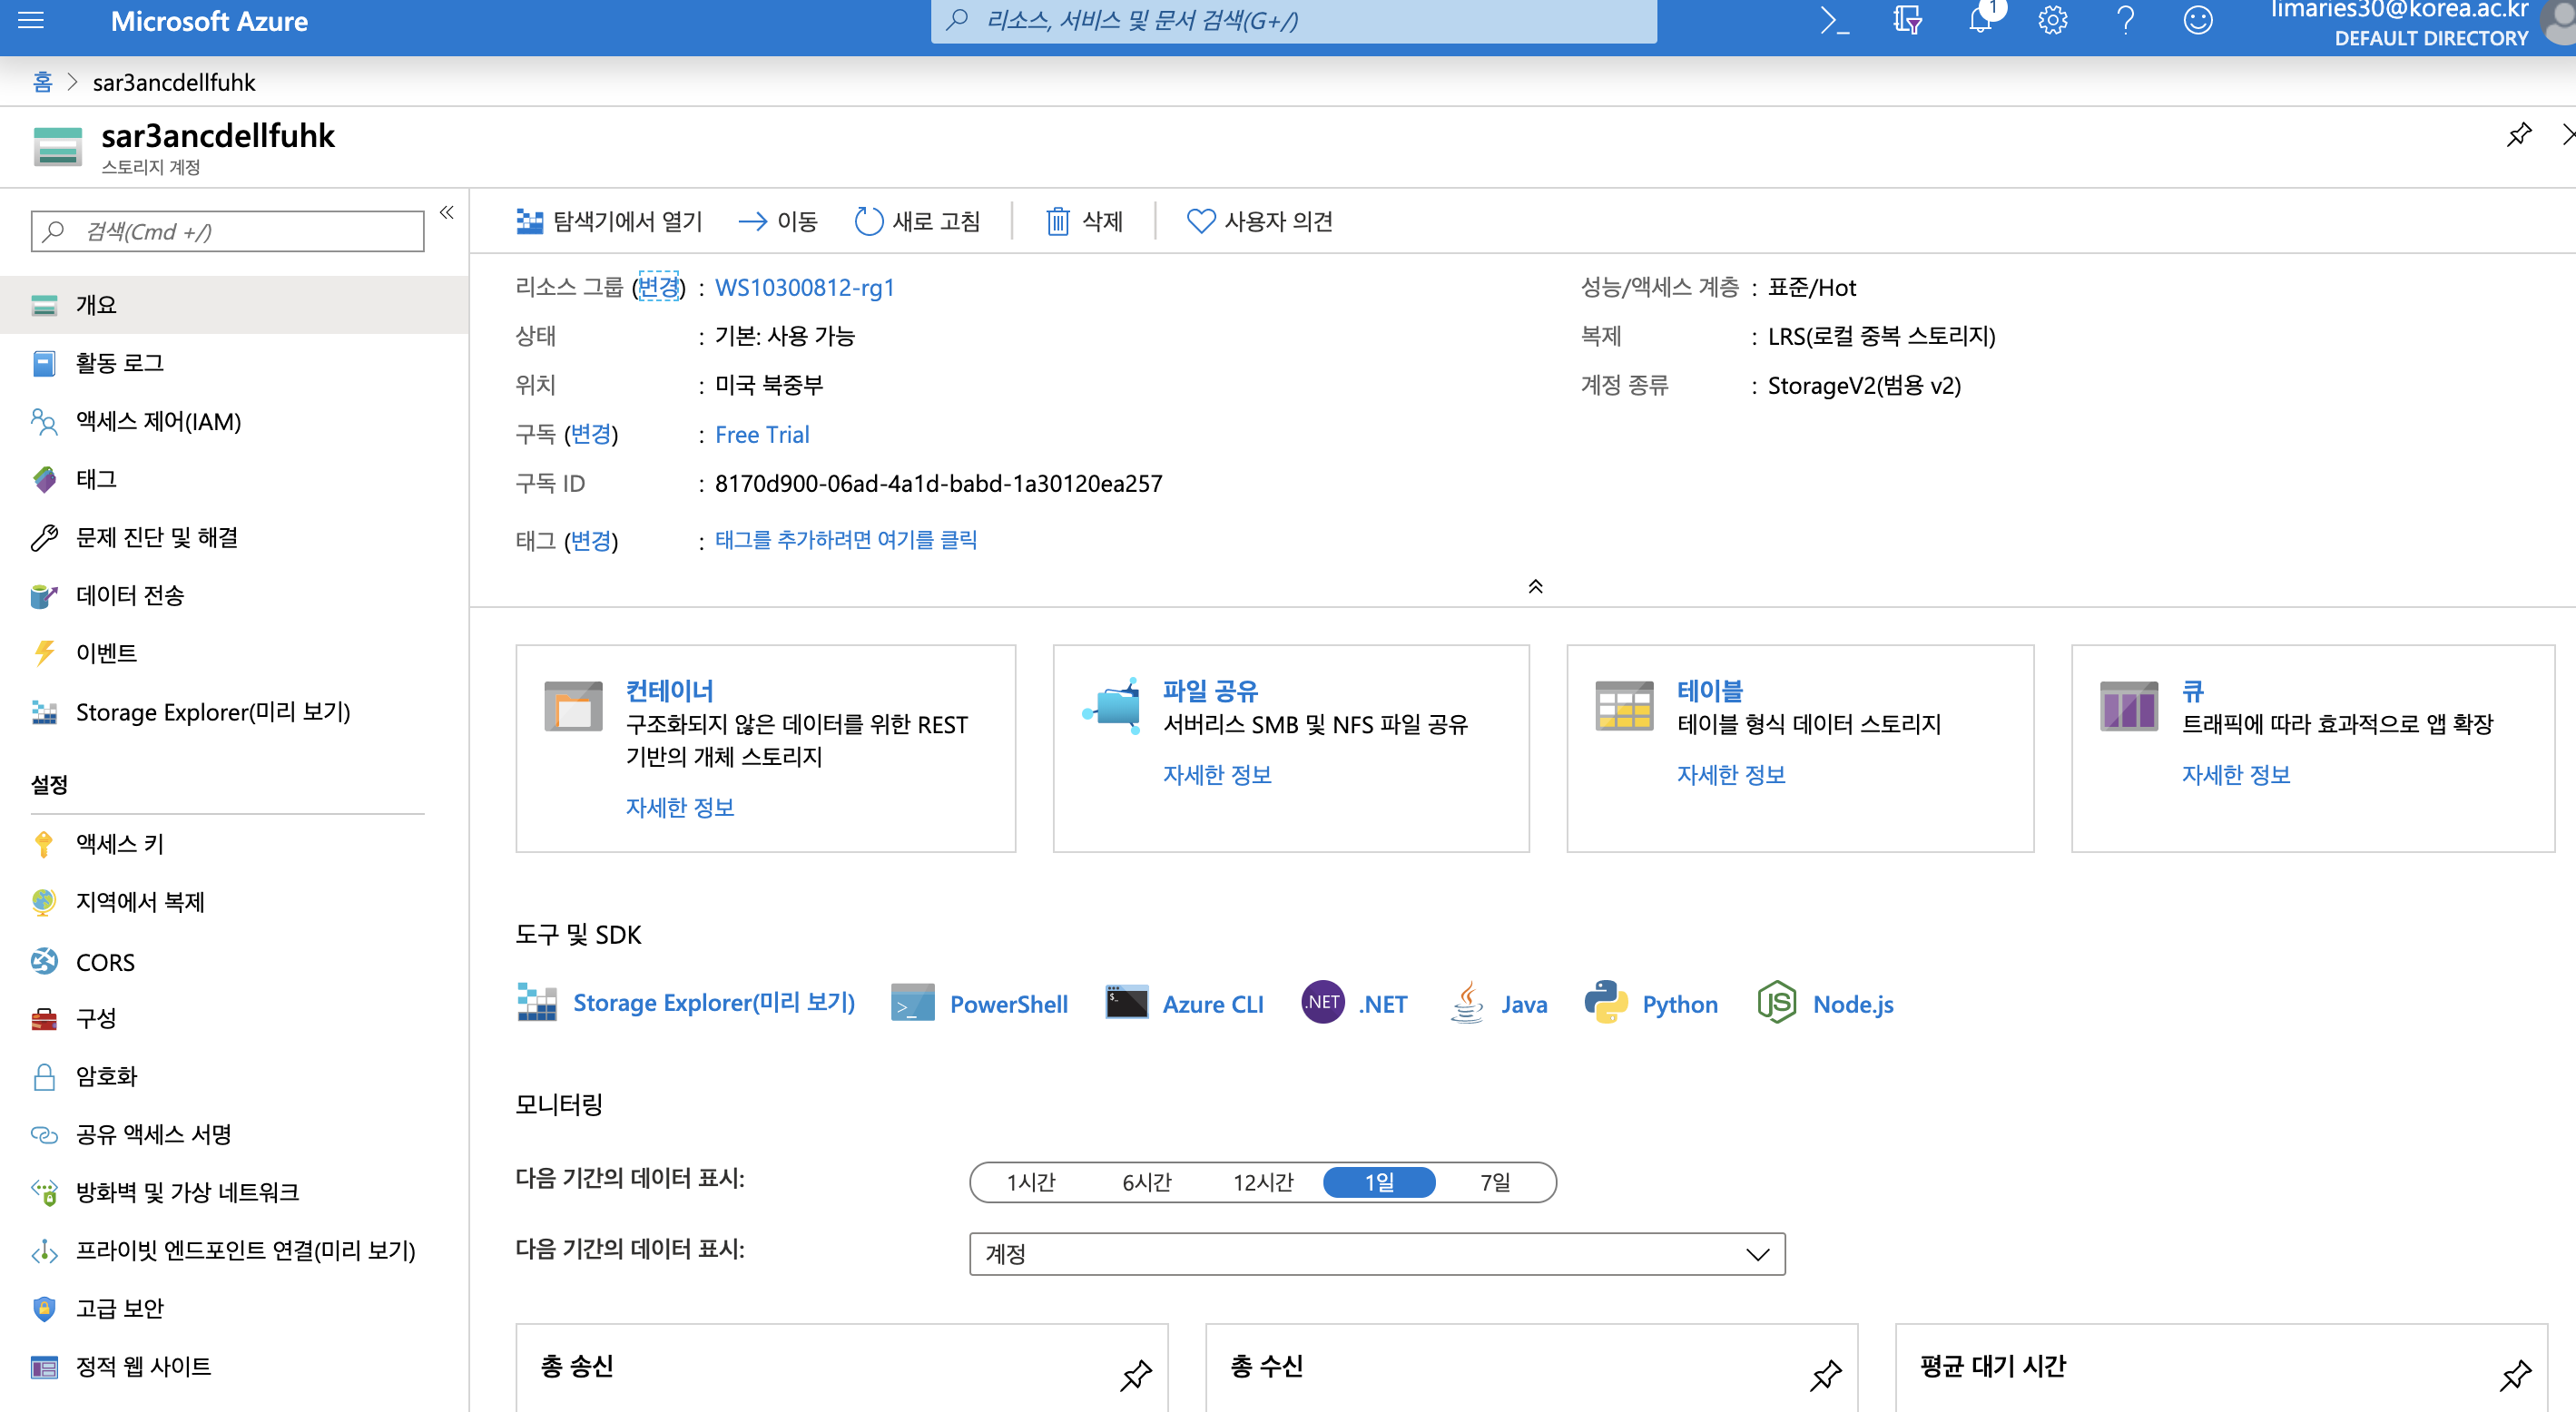 Microsoft Azure
리소스, 서비스 및 문서 검색(G+/)
1
limaries30@korea.ac.kr
DEFAULT DIRECTORY
홈 > sar3ancdellfuhk
sar3ancdellfuhk
스토리지 계정
검색(Cmd +/)
개요
활동 로그
액세스 제어(IAM)
태그
문제 진단 및 해결
데이터 전송
이벤트
Storage Explorer(미리 보기)
설정
액세스 키
지역에서 복제
CORS
구성
암호화
공유 액세스 서명
방화벽 및 가상 네트워크
프라이빗 엔드포인트 연결(미리 보기)
고급 보안
정적 웹 사이트
탐색기에서 열기 이동 새로 고침 삭제 사용자 의견
리소스 그룹 (변경) : WS10300812-rg1
상태 : 기본: 사용 가능
위치 : 미국 북중부
구독 (변경) : Free Trial
구독 ID : 8170d900-06ad-4a1d-babd-1a30120ea257
태그 (변경) : 태그를 추가하려면 여기를 클릭
성능/액세스 계층 : 표준/Hot
복제 : LRS(로컬 중복 스토리지)
계정 종류 : StorageV2(범용 v2)
컨테이너
구조화되지 않은 데이터를 위한 REST
기반의 개체 스토리지
자세한 정보
파일 공유
서버리스 SMB 및 NFS 파일 공유
자세한 정보
테이블
테이블 형식 데이터 스토리지
자세한 정보
큐
트래픽에 따라 효과적으로 앱 확장
자세한 정보
도구 및 SDK
Storage Explorer(미리 보기) PowerShell Azure CLI .NET .NET Java Python JS Node.js
모니터링
다음 기간의 데이터 표시: 1시간 6시간 12시간 1일 7일
다음 기간의 데이터 표시: 계정
총 송신
총 수신
평균 대기 시간